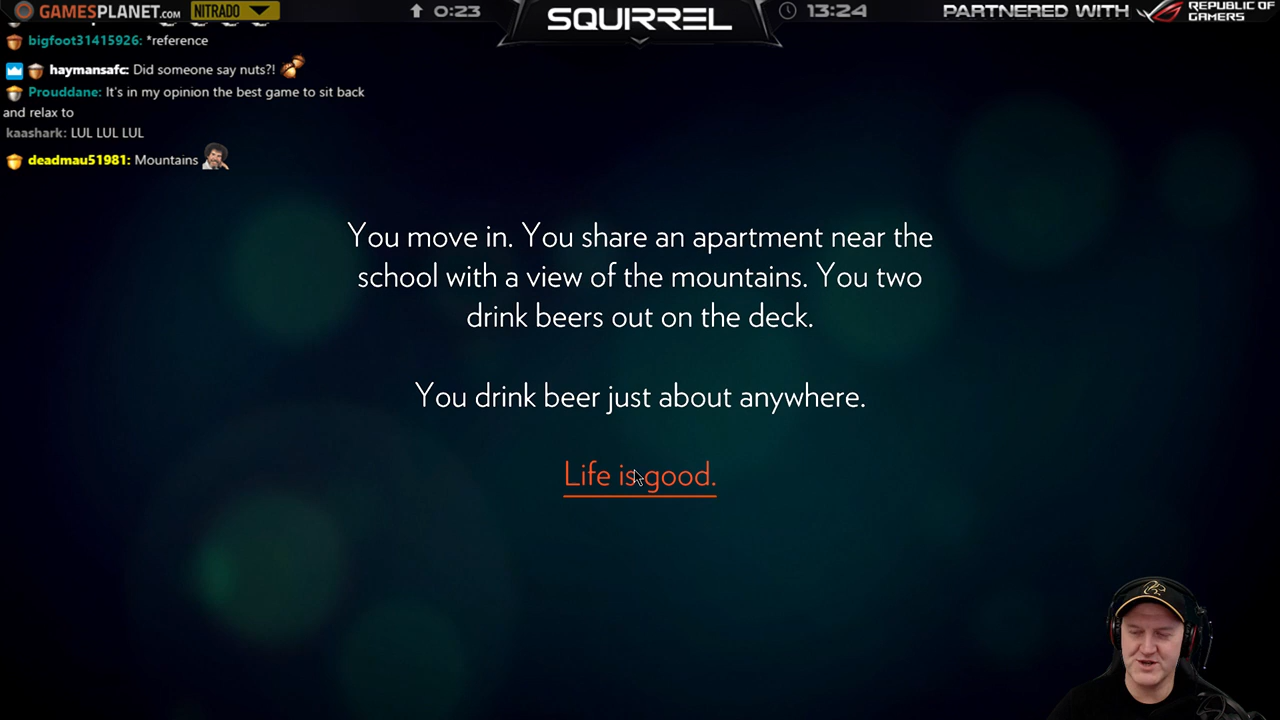 GAMESPLANET.COM NITRADO 0:23 SQUIRREL 13:24 PARTNERED WITH REPUBLIC OF GAMERS
bigfoot31415926: *reference
haymansafc: Did someone say nuts?!
Prouddane: It's in my opinion the best game to sit back
and relax to
kaashark: LUL LUL LUL
deadmau51981: Mountains
You move in. You share an apartment near the
school with a view of the mountains. You two
drink beers out on the deck.
You drink beer just about anywhere.
Life is good.